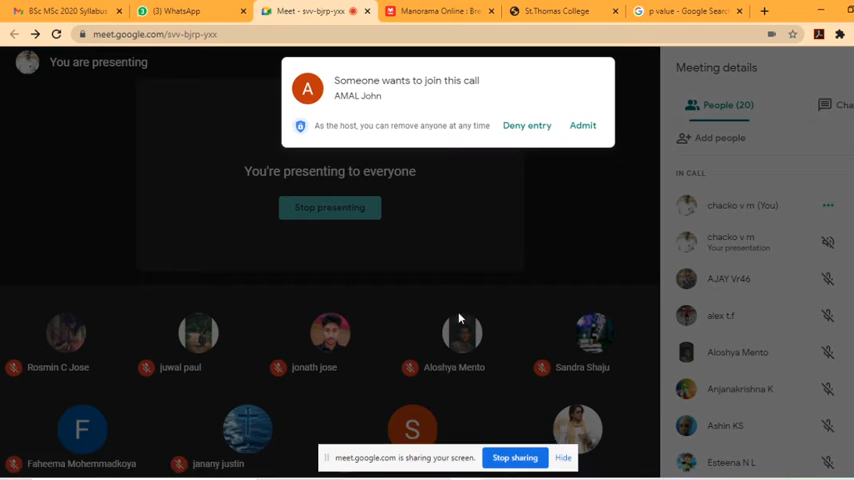 BSc MSc 2020 Syllabus
(3) WhatsApp
Meet - svv-bjrp-yxx
Manorama Online : Bre
St.Thomas College
p value - Google Searc
meet.google.com/svv-bjrp-yxx
You are presenting
Someone wants to join this call
A
AMAL John
As the host, you can remove anyone at any time
Deny entry
Admit
You're presenting to everyone
Stop presenting
Meeting details
People (20)
Cha
Add people
IN CALL
chacko v m (You)
chacko v m
Your presentation
AJAY Vr46
alex t.f
Aloshya Mento
Anjanakrishna K
Ashin KS
Esteena N L
Rosmin C Jose
juwal paul
jonath jose
Aloshya Mento
Sandra Shaju
F
S
Faheema Mohemmadkoya
janany justin
meet.google.com is sharing your screen.
Stop sharing
Hide